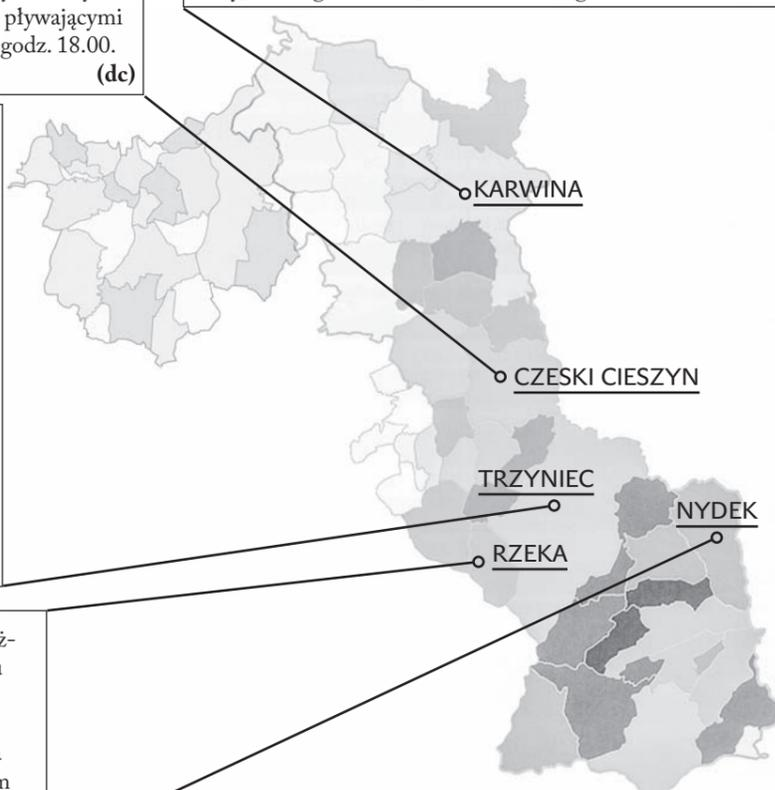 pływającymi
godz. 18.00.
(dc)
KARWINA
CZESKI CIESZYN
TRZYNIEC
NYDEK
RZEKA
ż-
m